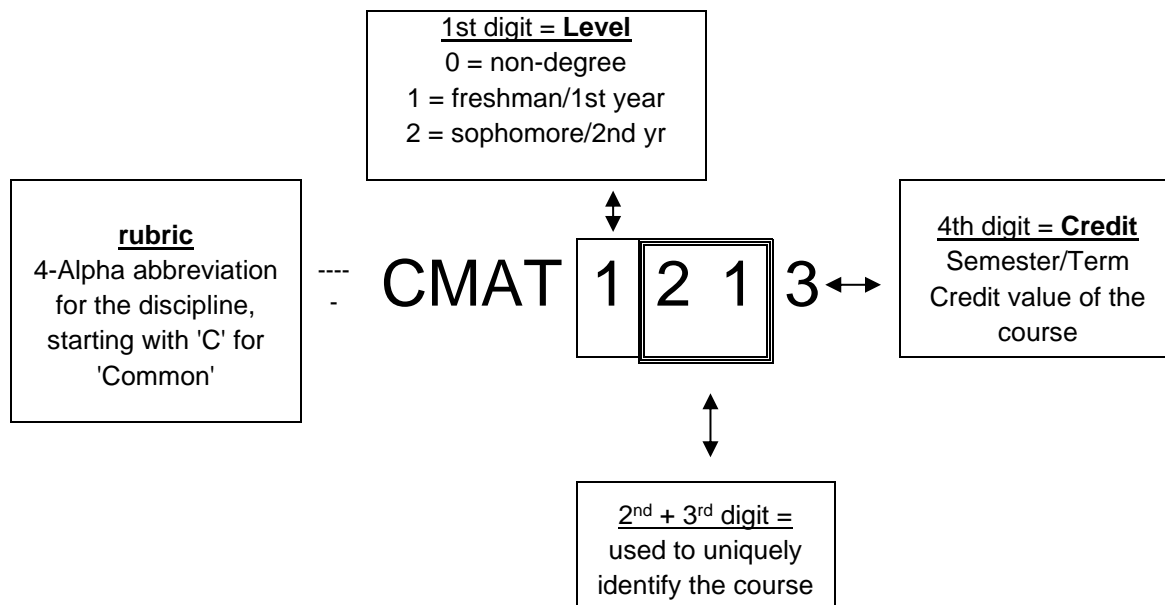 1st digit = Level
0 = non-degree
1 = freshman/1st year
2 = sophomore/2nd yr
rubric
4-Alpha abbreviation
for the discipline,
starting with 'C' for
'Common'
----
-
CMAT 1 2 1 3
4th digit = Credit
Semester/Term
Credit value of the
course
2nd + 3rd digit =
used to uniquely
identify the course